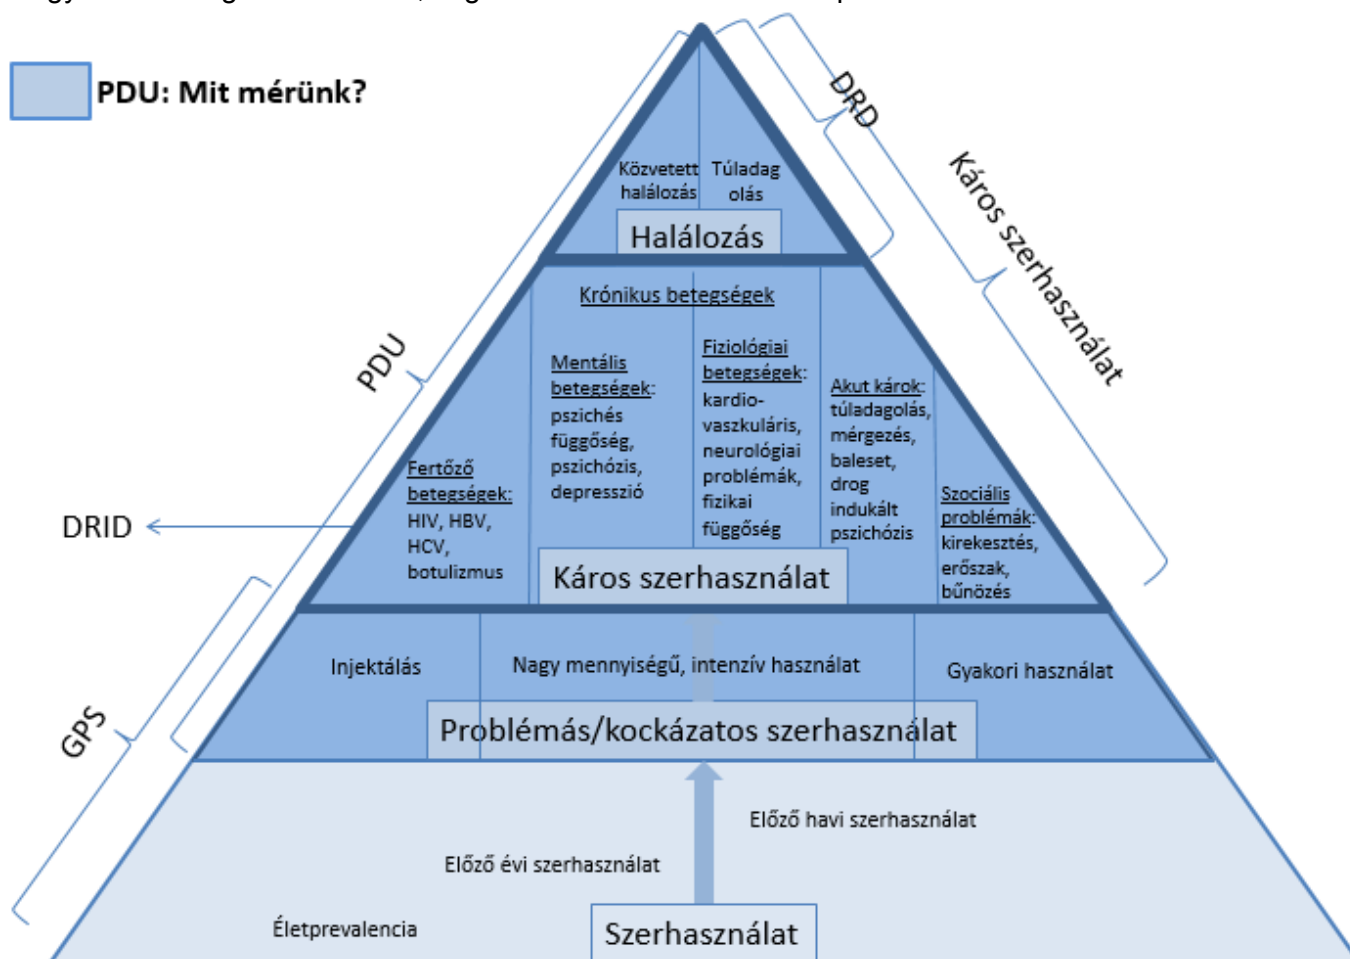 PDU: Mit mérünk?
DRD
Káros szerhasználat
PDU
DRID
GPS
Közvetett
halálozás
Túladag
olás
Halálozás
Krónikus betegségek
Fertőző
betegségek:
HIV, HBV,
HCV,
botulizmus
Mentális
betegségek:
pszichés
függőség,
pszichózis,
depresszió
Fiziológiai
betegségek:
kardio-
vaszkuláris,
neurológiai
problémák,
fizikai
függőség
Akut károk:
túladagolás,
mérgezés,
baleset,
drog
indukált
pszichózis
Szociális
problémák:
kirekesztés,
erőszak,
bűnözés
Káros szerhasználat
Injektálás
Nagy mennyiségű, intenzív használat
Gyakori használat
Problémás/kockázatos szerhasználat
Előző havi szerhasználat
Előző évi szerhasználat
Életprevalencia
Szerhasználat